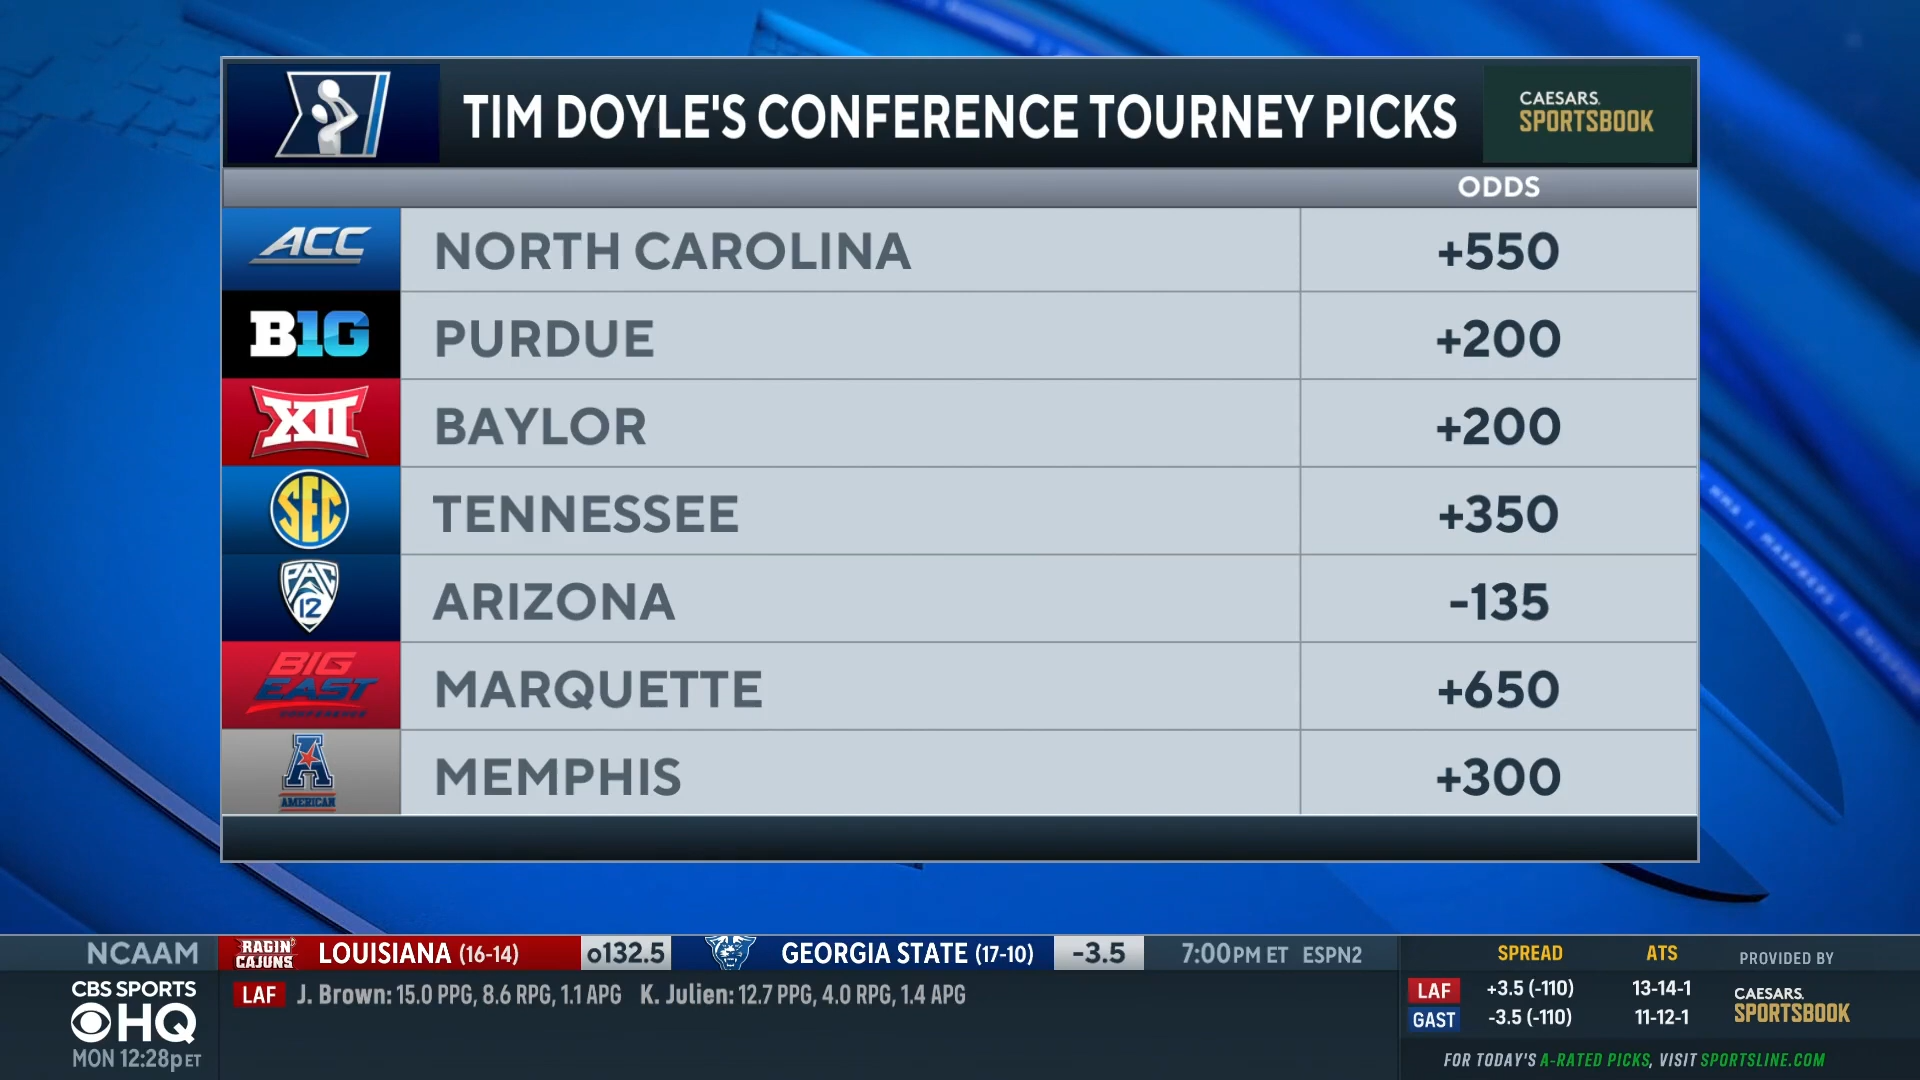 TIM DOYLE'S CONFERENCE TOURNEY PICKS
CAESARS
SPORTSBOOK
ODDS
ACC NORTH CAROLINA +550
B1G PURDUE +200
XII BAYLOR +200
SEC TENNESSEE +350
PAC 12 ARIZONA -135
BIG EAST CONFERENCE MARQUETTE +650
A AMERICAN MEMPHIS +300
NCAAM RAGIN' CAJUNS LOUISIANA (16-14) o132.5 GEORGIA STATE (17-10) -3.5 7:00PM ET ESPN2
LAF J. Brown: 15.0 PPG, 8.6 RPG, 1.1 APG K. Julien: 12.7 PPG, 4.0 RPG, 1.4 APG
CBS SPORTS
HQ
MON 12:28pET
SPREAD ATS
LAF +3.5 (-110) 13-14-1
GAST -3.5 (-110) 11-12-1
PROVIDED BY
CAESARS
SPORTSBOOK
FOR TODAY'S A-RATED PICKS, VISIT SPORTSLINE.COM